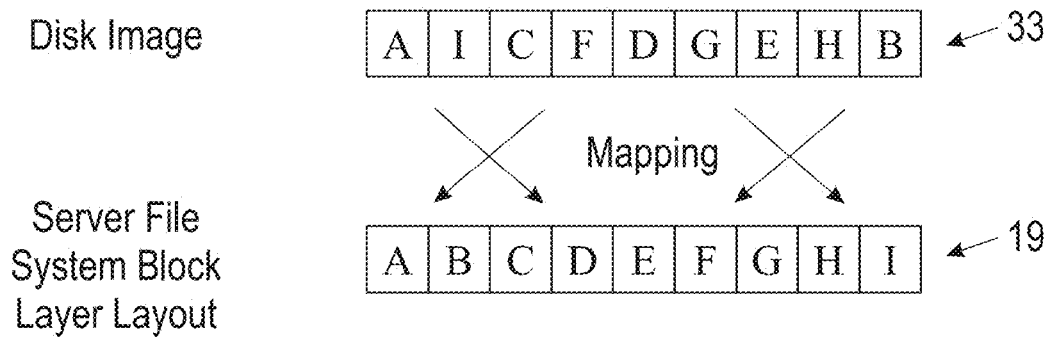 Disk Image A I C F D G E H B 33
Mapping
Server File
System Block
Layer Layout
A B C D E F G H I 19